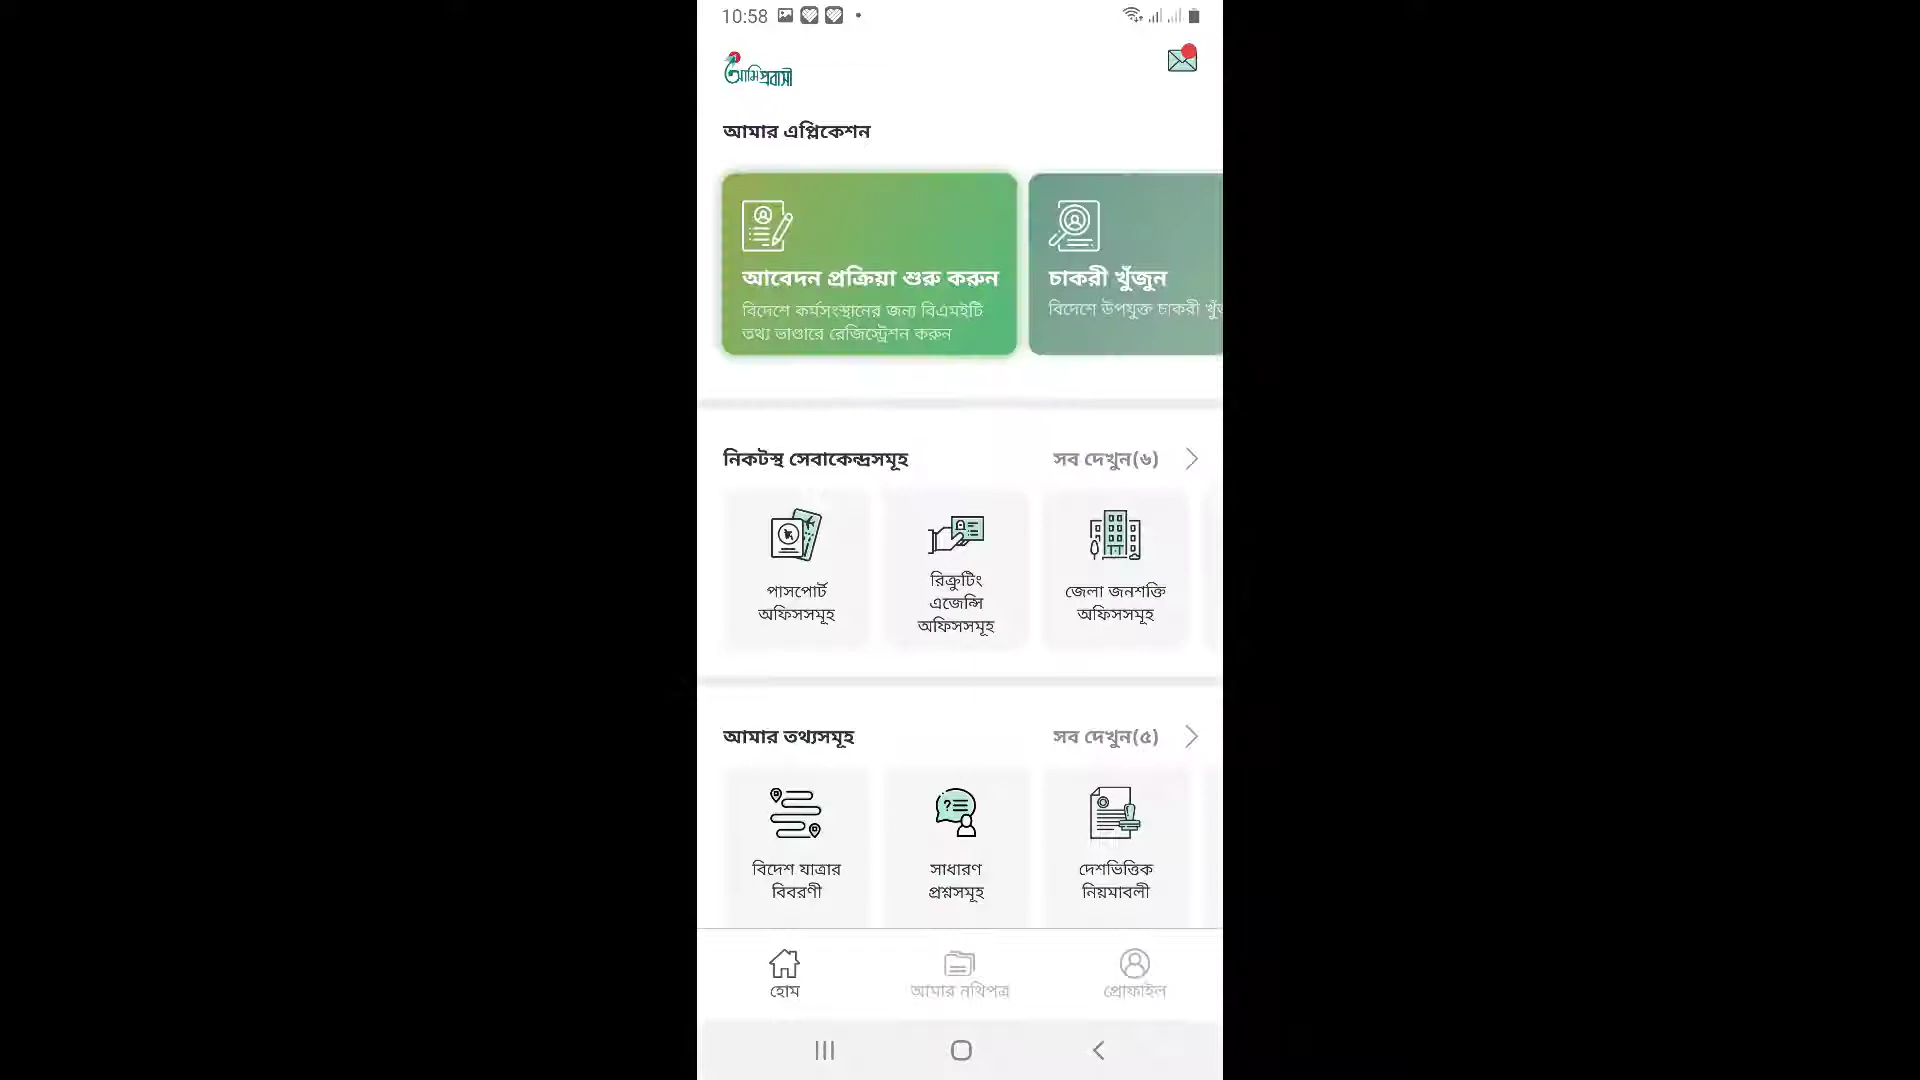 10:58
আমি প্রবাসী
আমার এপ্লিকেশন
আবেদন প্রক্রিয়া শুরু করুন
বিদেশে কর্মসংস্থানের জন্য বিএমইটি
তথ্য ভাণ্ডারে রেজিস্ট্রেশন করুন
চাকরী খুঁজুন
বিদেশে উপযুক্ত চাকরী
নিকটস্থ সেবাকেন্দ্রসমূহ
সব দেখুন(৬)
পাসপোর্ট
অফিসসমূহ
রিক্রুটিং
এজেন্সি
অফিসসমূহ
জেলা জনশক্তি
অফিসসমূহ
আমার তথ্যসমূহ
সব দেখুন(৫)
বিদেশ যাত্রার
বিবরণী
সাধারণ
প্রশ্নসমূহ
দেশভিত্তিক
নিয়মাবলী
হোম
আমার নথিপত্র
প্রোফাইল